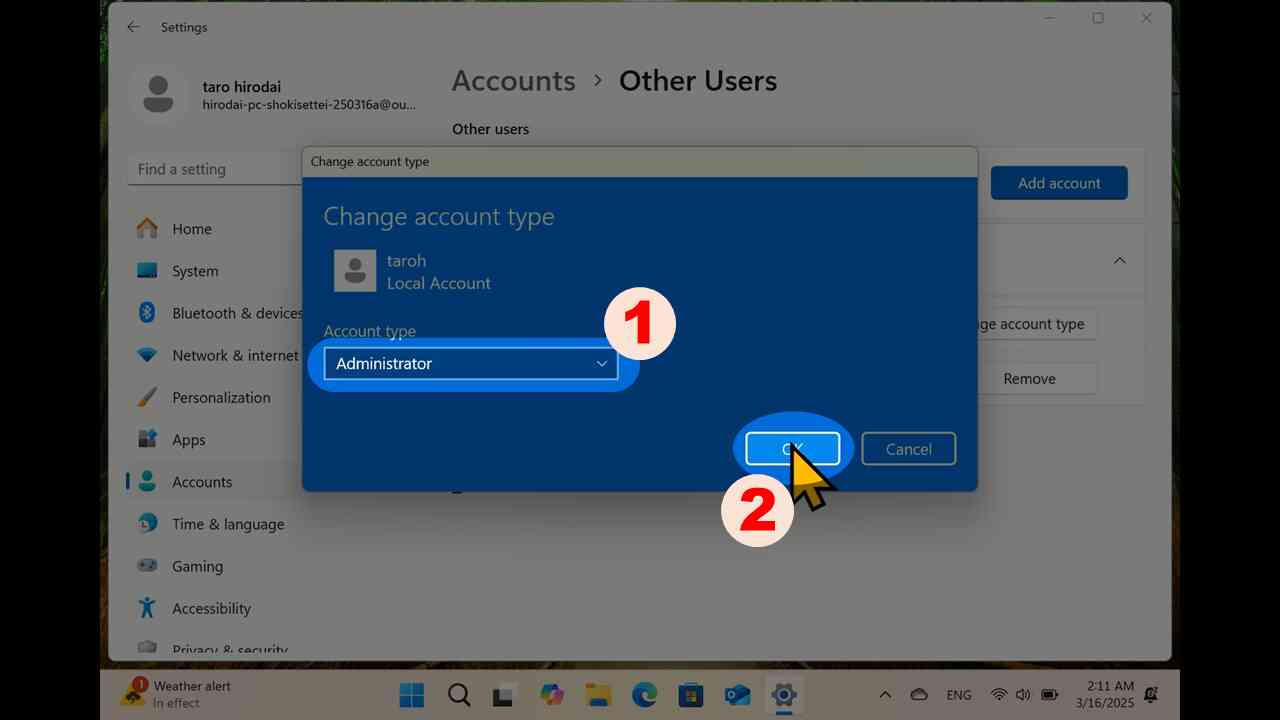 Settings
taro hirodai
hirodai-pc-shokisettei-250316a@ou...
Find a setting
Home
System
Bluetooth & devices
Network & internet
Personalization
Apps
Accounts
Time & language
Gaming
Accessibility
Privacy & security
Accounts > Other Users
Other users
Add account
ge account type
Remove
Change account type
Change account type
taroh
Local Account
Account type
1
Administrator
OK
Cancel
2
1
Weather alert
In effect
ENG
2:11 AM
3/16/2025